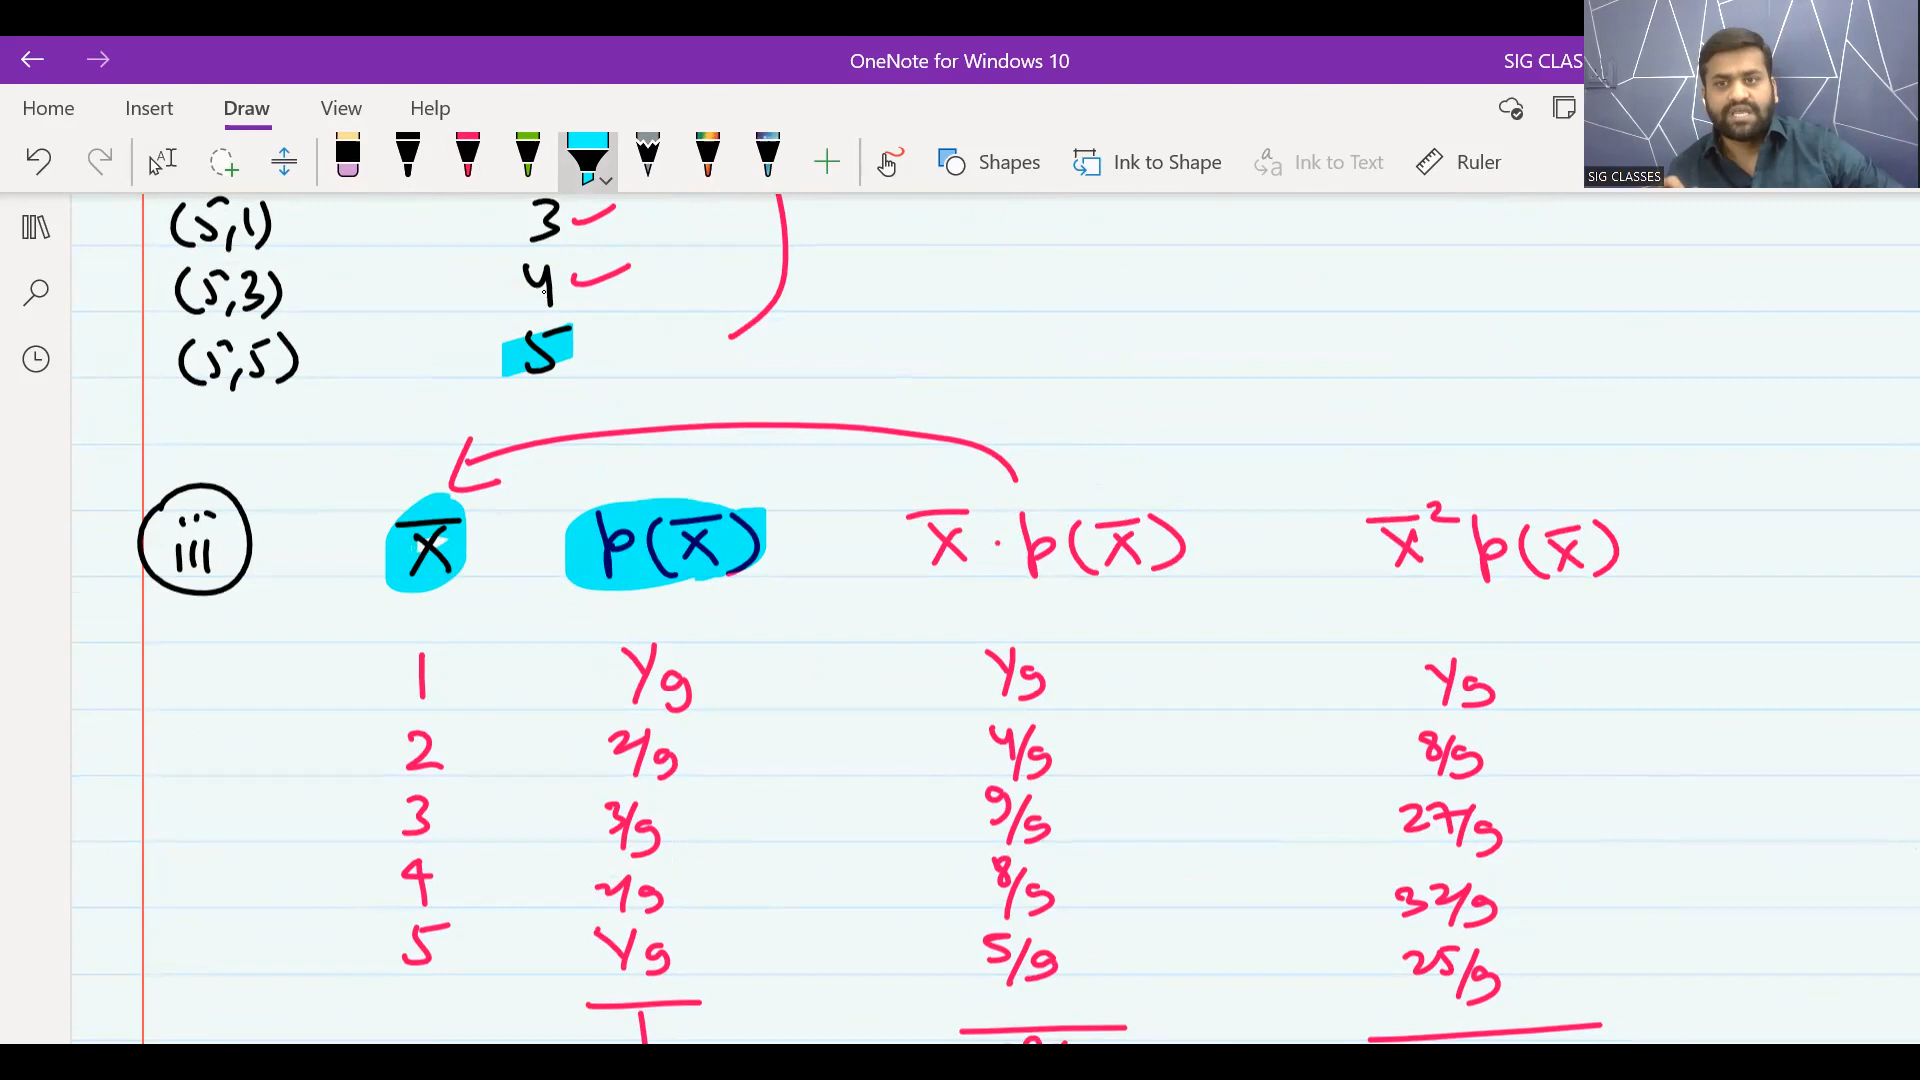 OneNote for Windows 10
SIG CLAS
Home Insert Draw View Help
Shapes Ink to Shape Ink to Text Ruler
SIG CLASSES
(5,1) 3
(5,3) 4
(5,5) 5
iii x̅ p(x̅) x̅ · p(x̅) x̅² p(x̅)
1 1/9 1/9 1/9
2 2/9 4/9 8/9
3 3/9 9/9 27/9
4 2/9 8/9 32/9
5 1/9 5/9 25/9
1